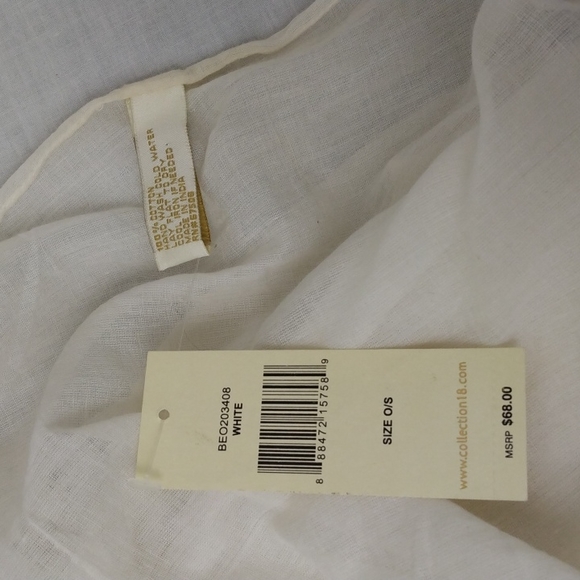 100% COTTON
HAND WASH COLD WATER
LAY FLAT TO DRY
COOL IRON IF NEEDED.
MADE IN INDIA
BEO203408
WHITE
8 88472 15758 9
SIZE O/S
www.collection18.com
MSRP $68.00